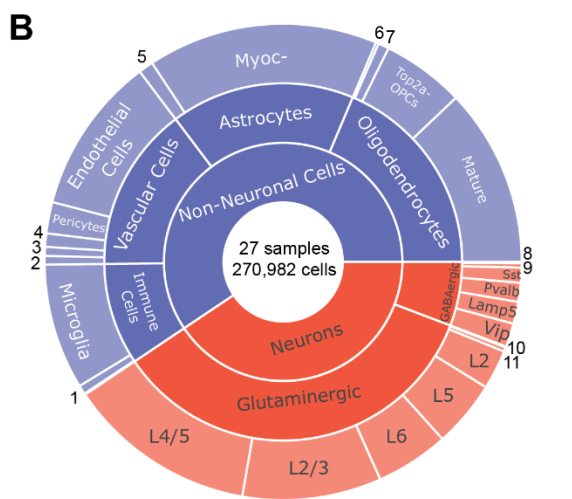 B
6 7
5
Myoc-
Top2a-
OPCs
Endothelial
Cells
Astrocytes
Oligodendrocytes
Mature
Vascular Cells
Non-Neuronal Cells
Pericytes
4
3
2
27 samples
270,982 cells
8
9
Immune
Cells
Microglia
GABAergic
Sst
Pvalb
Lamp5
Vip
10
11
Neurons
L2
1
Glutaminergic
L5
L4/5
L6
L2/3